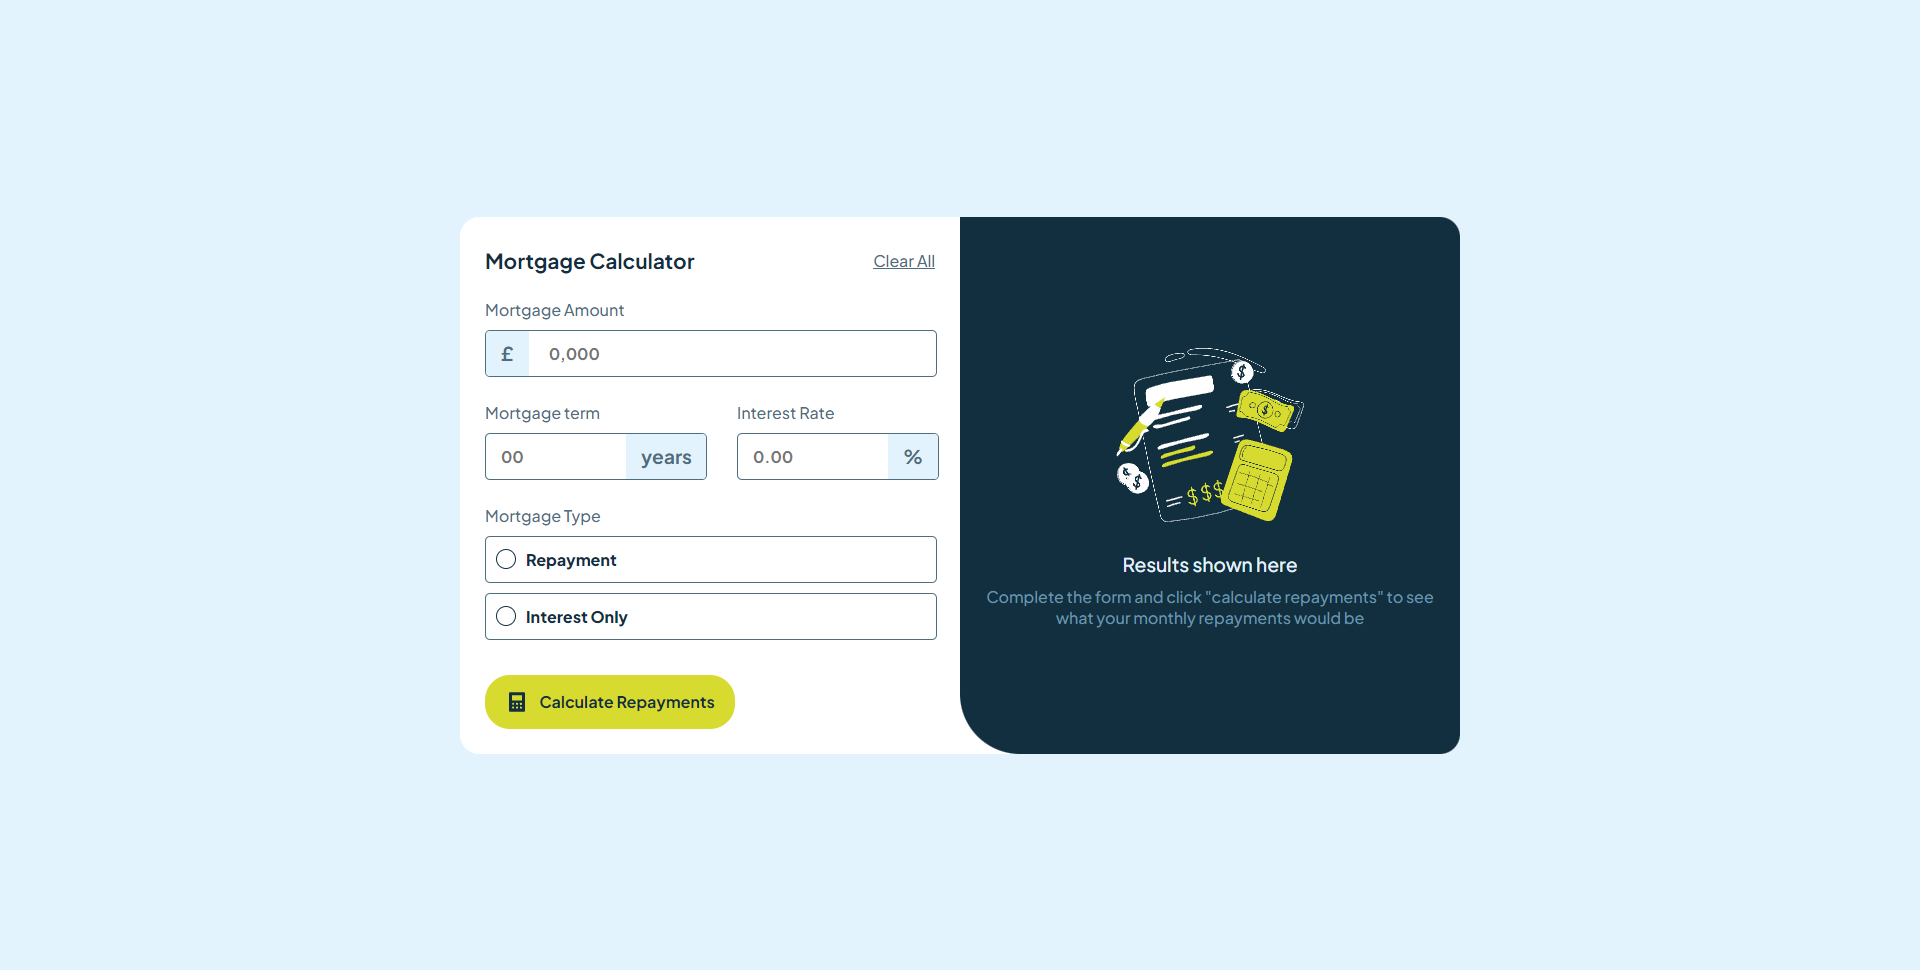 Mortgage Calculator
Clear All
Mortgage Amount
£ 0,000
Mortgage term
00 years
Interest Rate
0.00 %
Mortgage Type
Repayment
Interest Only
Calculate Repayments
$
$
$
$
$$$
Results shown here
Complete the form and click "calculate repayments" to see
what your monthly repayments would be